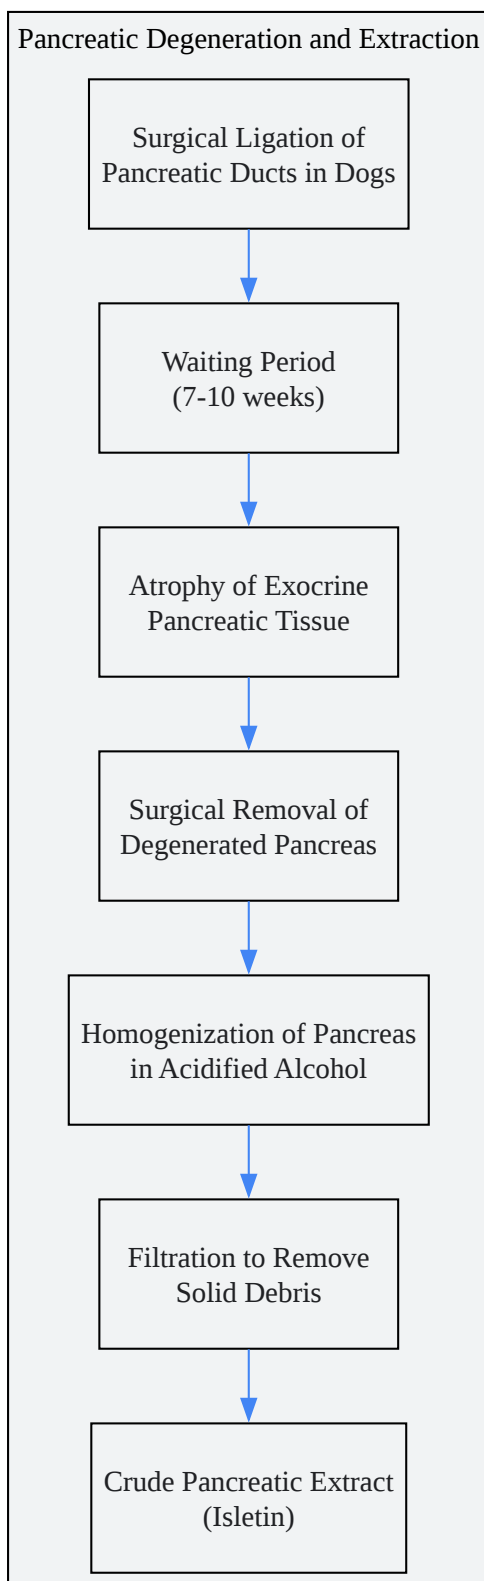 Pancreatic Degeneration and Extraction
Surgical Ligation of
Pancreatic Ducts in Dogs
Waiting Period
(7-10 weeks)
Atrophy of Exocrine
Pancreatic Tissue
Surgical Removal of
Degenerated Pancreas
Homogenization of Pancreas
in Acidified Alcohol
Filtration to Remove
Solid Debris
Crude Pancreatic Extract
(Isletin)